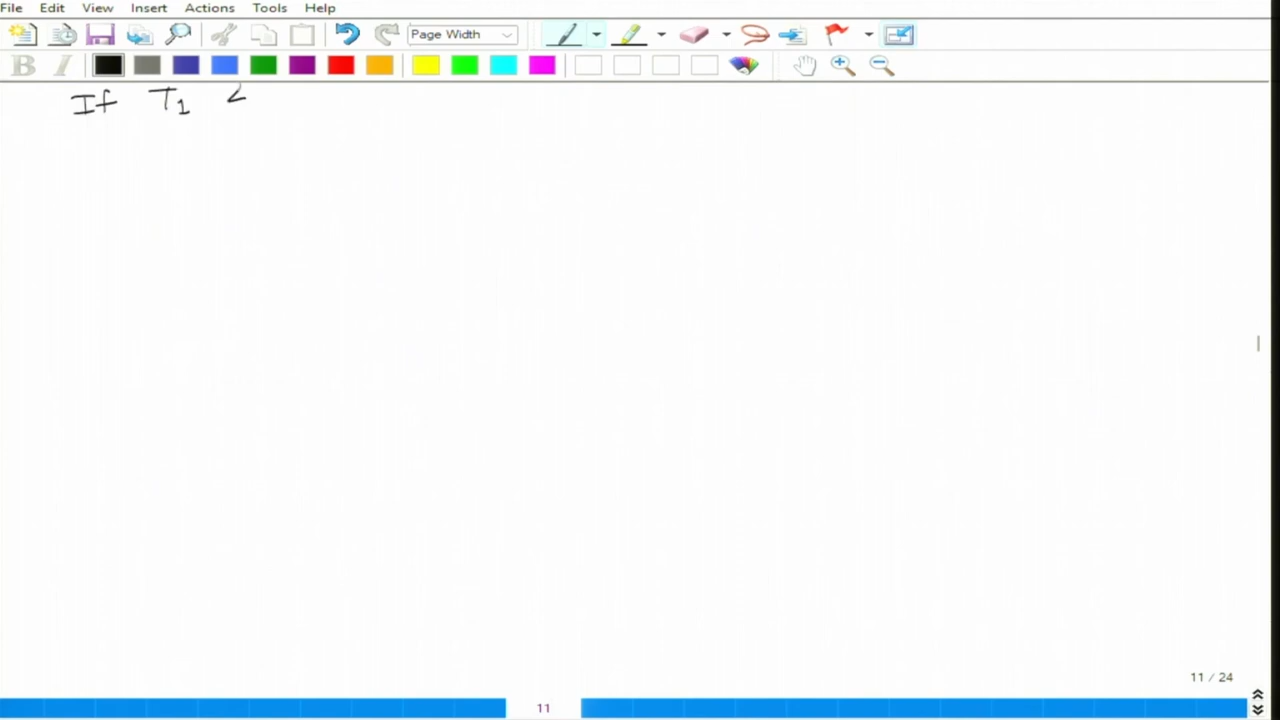 File Edit View Insert Actions Tools Help
Page Width
B I
If T₁ <
11 / 24
11